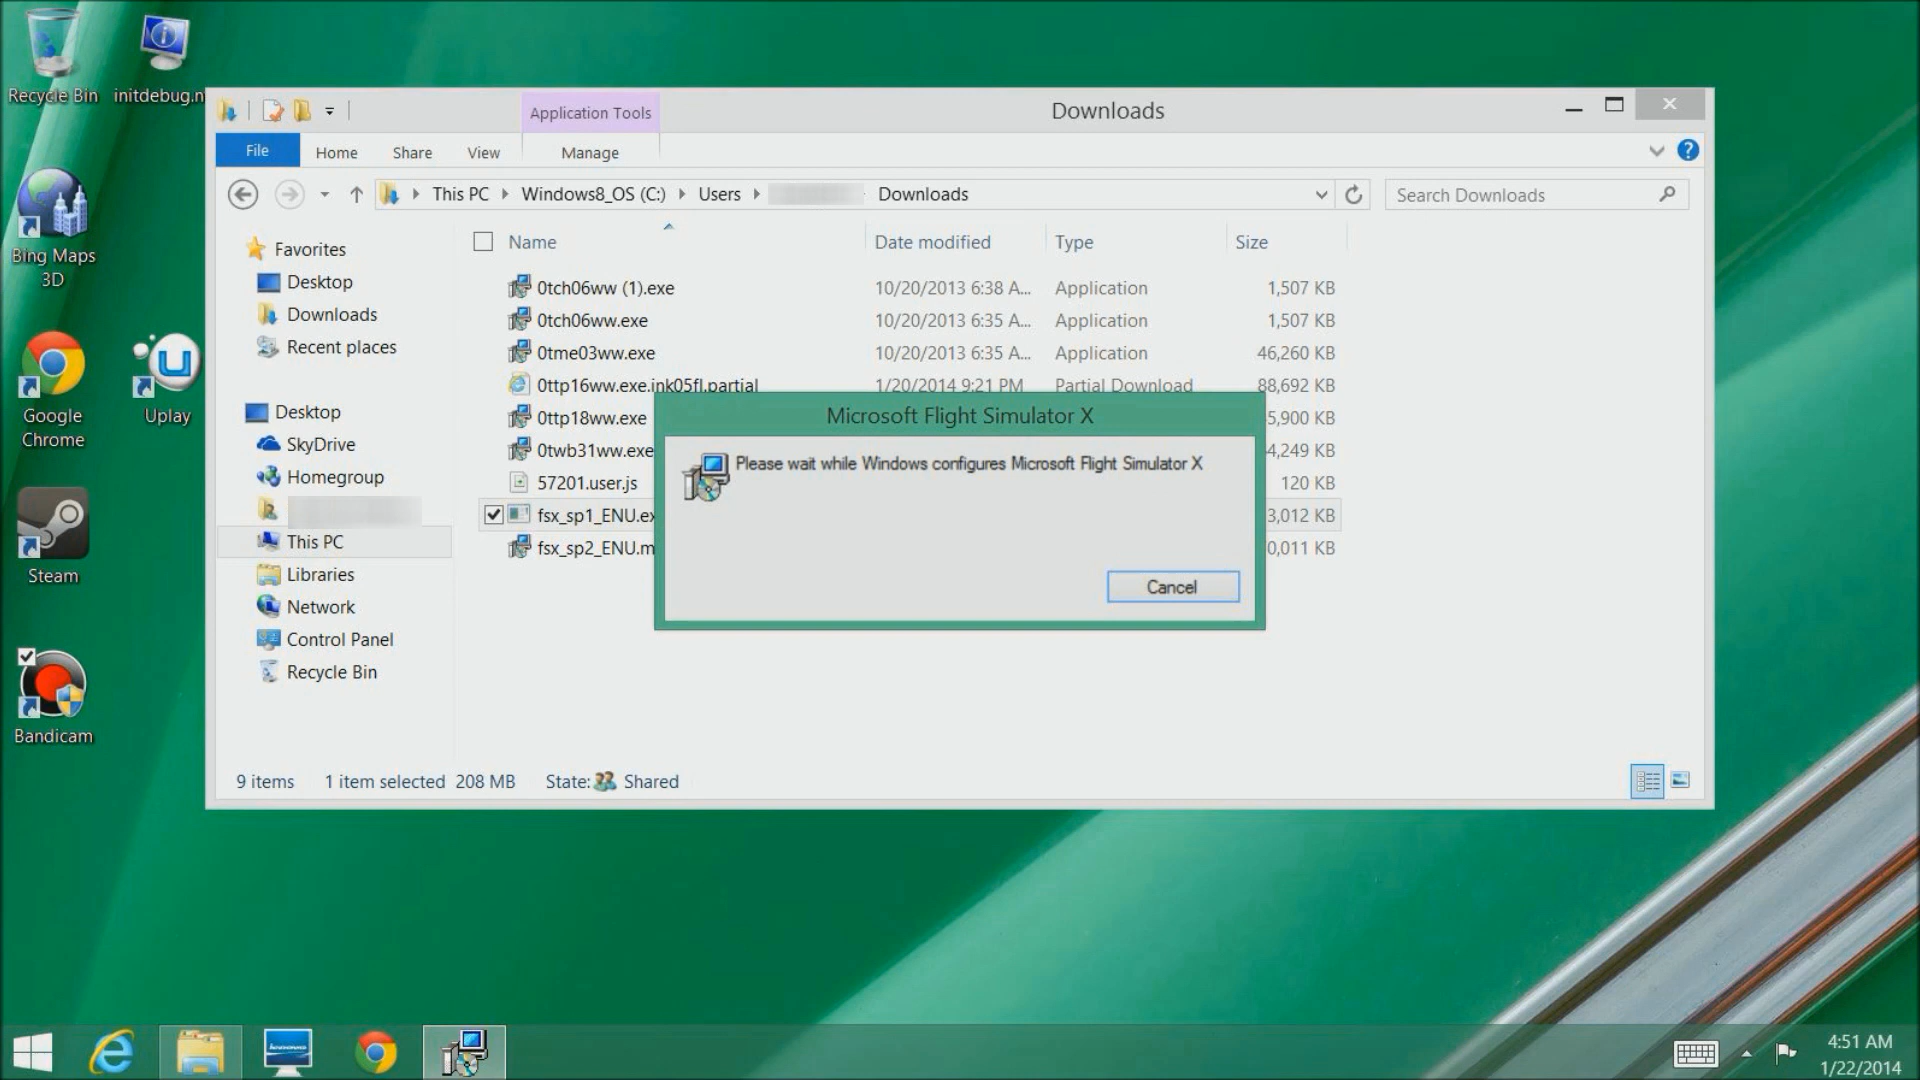 Recycle Bin
initdebug.n
Application Tools
Downloads
File
Home
Share
View
Manage
This PC
Windows8_OS (C:)
Users
Downloads
Search Downloads
Bing Maps
3D
Google
Chrome
Uplay
Steam
Bandicam
Favorites
Desktop
Downloads
Recent places
Desktop
SkyDrive
Homegroup
This PC
Libraries
Network
Control Panel
Recycle Bin
Name Date modified Type Size
0tch06ww (1).exe 10/20/2013 6:38 A... Application 1,507 KB
0tch06ww.exe 10/20/2013 6:35 A... Application 1,507 KB
0tme03ww.exe 10/20/2013 6:35 A... Application 46,260 KB
0ttp16ww.exe.ink05fl.partial 1/20/2014 9:21 PM Partial Download 88,692 KB
0ttp18ww.exe 5,900 KB
0twb31ww.exe 4,249 KB
57201.user.js 120 KB
fsx_sp1_ENU.ex 3,012 KB
fsx_sp2_ENU.m 0,011 KB
Microsoft Flight Simulator X
Please wait while Windows configures Microsoft Flight Simulator X
Cancel
9 items 1 item selected 208 MB State: Shared
4:51 AM
1/22/2014